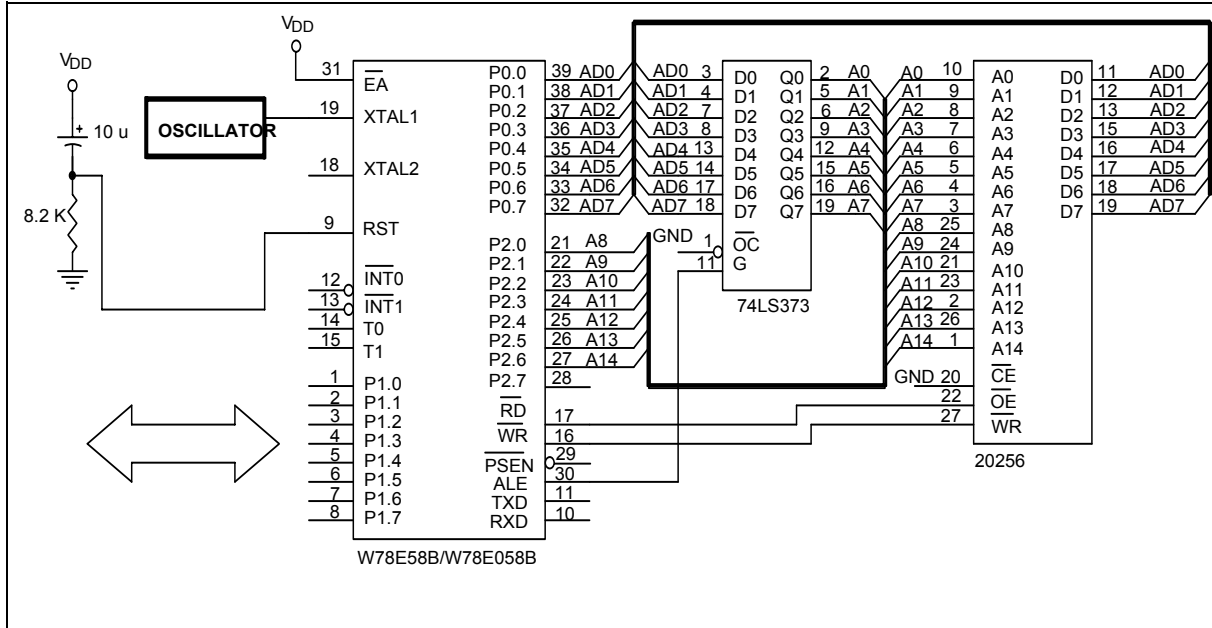 VDD
10 u
8.2 K
OSCILLATOR
VDD
31 EA
19 XTAL1
18 XTAL2
9 RST
12 INT0
13 INT1
14 T0
15 T1
1 P1.0
2 P1.1
3 P1.2
4 P1.3
5 P1.4
6 P1.5
7 P1.6
8 P1.7
P0.0 39 AD0
P0.1 38 AD1
P0.2 37 AD2
P0.3 36 AD3
P0.4 35 AD4
P0.5 34 AD5
P0.6 33 AD6
P0.7 32 AD7
P2.0 21 A8
P2.1 22 A9
P2.2 23 A10
P2.3 24 A11
P2.4 25 A12
P2.5 26 A13
P2.6 27 A14
P2.7 28
RD 17
WR 16
PSEN 29
ALE 30
TXD 11
RXD 10
W78E58B/W78E058B
AD0 3 D0 Q0 2 A0
AD1 4 D1 Q1 5 A1
AD2 7 D2 Q2 6 A2
AD3 8 D3 Q3 9 A3
AD4 13 D4 Q4 12 A4
AD5 14 D5 Q5 15 A5
AD6 17 D6 Q6 16 A6
AD7 18 D7 Q7 19 A7
GND 1 OC
11 G
74LS373
A0 10 A0 D0 11 AD0
A1 9 A1 D1 12 AD1
A2 8 A2 D2 13 AD2
A3 7 A3 D3 15 AD3
A4 6 A4 D4 16 AD4
A5 5 A5 D5 17 AD5
A6 4 A6 D6 18 AD6
A7 3 A7 D7 19 AD7
A8 25 A8
A9 24 A9
A10 21 A10
A11 23 A11
A12 2 A12
A13 26 A13
A14 1 A14
GND 20 CE
22 OE
27 WR
20256